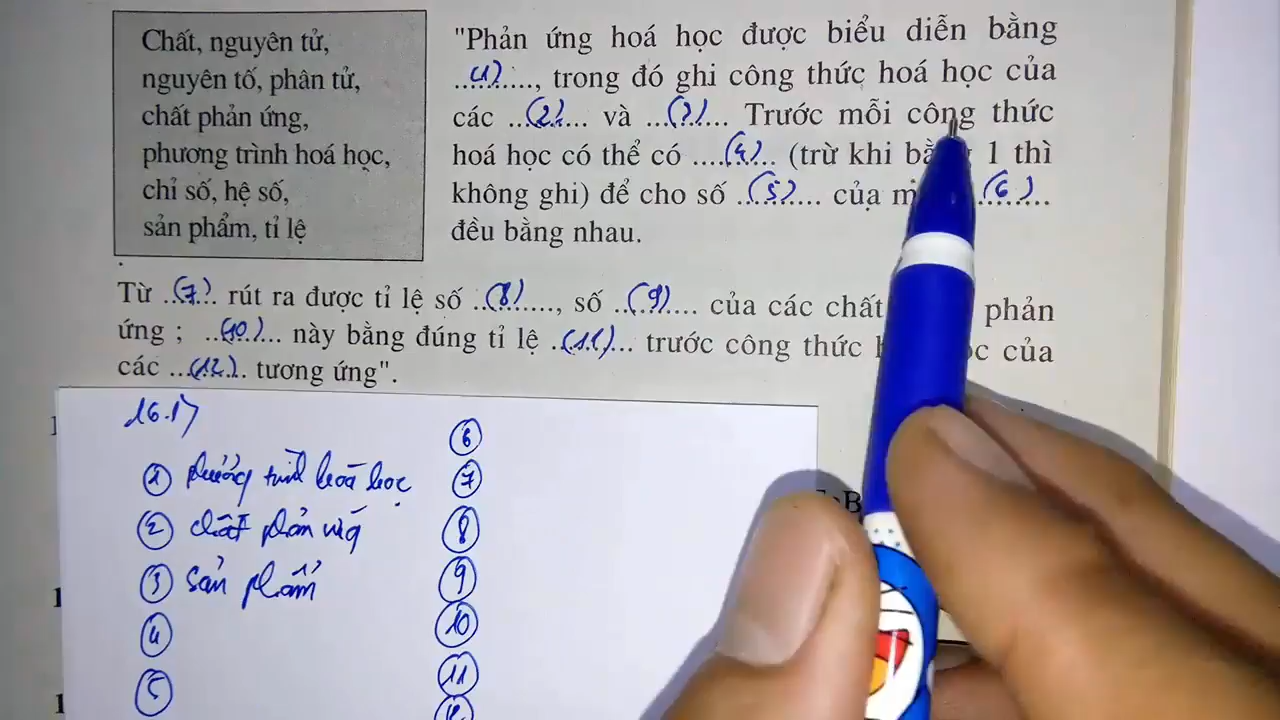 Chất, nguyên tử,
nguyên tố, phân tử,
chất phản ứng,
phương trình hoá học,
chỉ số, hệ số,
sản phẩm, tỉ lệ
"Phản ứng hoá học được biểu diễn bằng
...(1)..., trong đó ghi công thức hoá học của
các ...(2)... và ...(3)... Trước mỗi công thức
hoá học có thể có ....(4)... (trừ khi 1 thì
không ghi) để cho số ...(5)... của ...(6)...
đều bằng nhau.
Từ ..(7).. rút ra được tỉ lệ số ...(8)..., số ...(9)... của các chất phản
ứng ; ...(10)... này bằng đúng tỉ lệ ..(11)... trước công thức của
các ...(12)... tương ứng".
16.17
(1) phương trình hoá học
(2) chất phản ứng
(3) sản phẩm
(4)
(5)
(6)
(7)
(8)
(9)
(10)
(11)
(12)